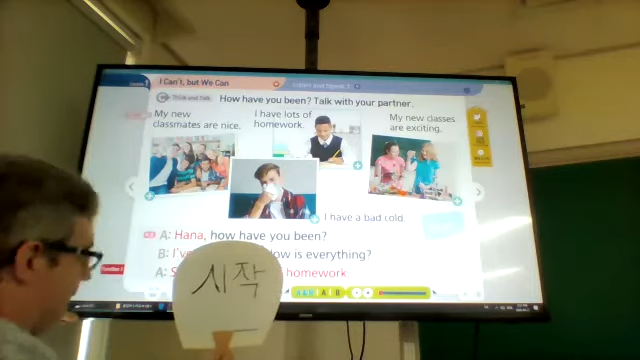 I Can't, but We Can
Listen and Speak 1
Think and Talk
How have you been? Talk with your partner.
My new
classmates are nice.
I have lots of
homework.
My new classes
are exciting.
I have a bad cold.
A: Hana, how have you been?
B: I've
How is everything?
A: S
homework
시작